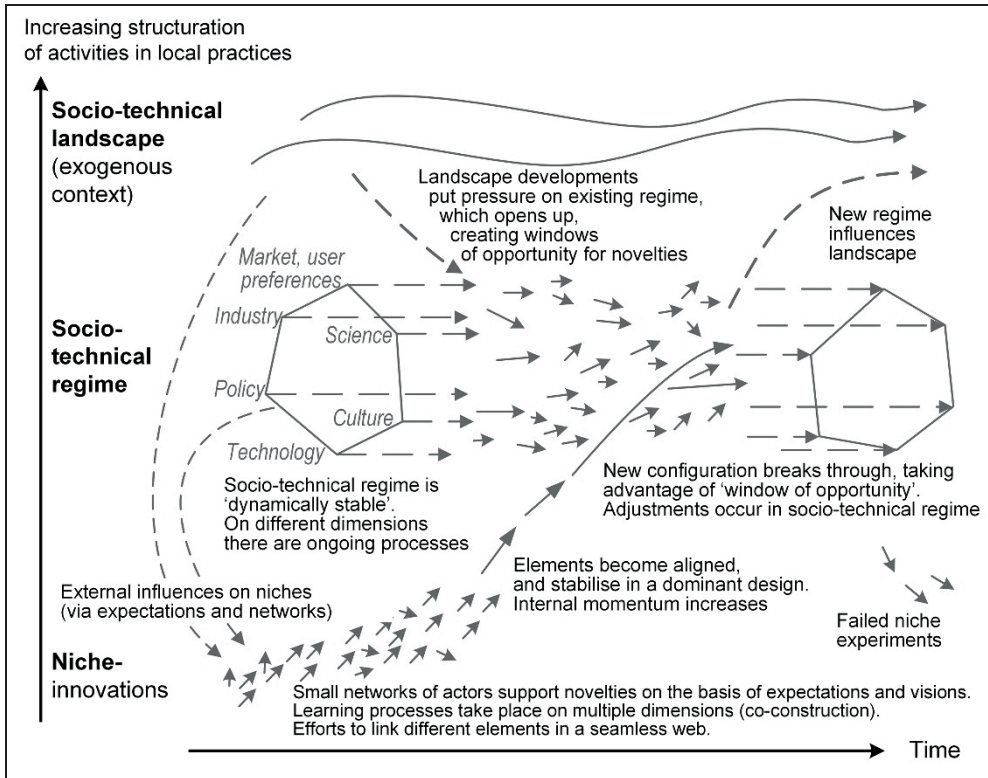 Increasing structuration
of activities in local practices
Socio-technical
landscape
(exogenous
context)
Landscape developments
put pressure on existing regime,
which opens up,
creating windows
of opportunity for novelties
New regime
influences
landscape
Socio-
technical
regime
Market, user
preferences
Industry
Science
Policy
Culture
Technology
Socio-technical regime is
‘dynamically stable’.
On different dimensions
there are ongoing processes
New configuration breaks through, taking
advantage of ‘window of opportunity’.
Adjustments occur in socio-technical regime
External influences on niches
(via expectations and networks)
Elements become aligned,
and stabilise in a dominant design.
Internal momentum increases
Failed niche
experiments
Niche-
innovations
Small networks of actors support novelties on the basis of expectations and visions.
Learning processes take place on multiple dimensions (co-construction).
Efforts to link different elements in a seamless web.
Time